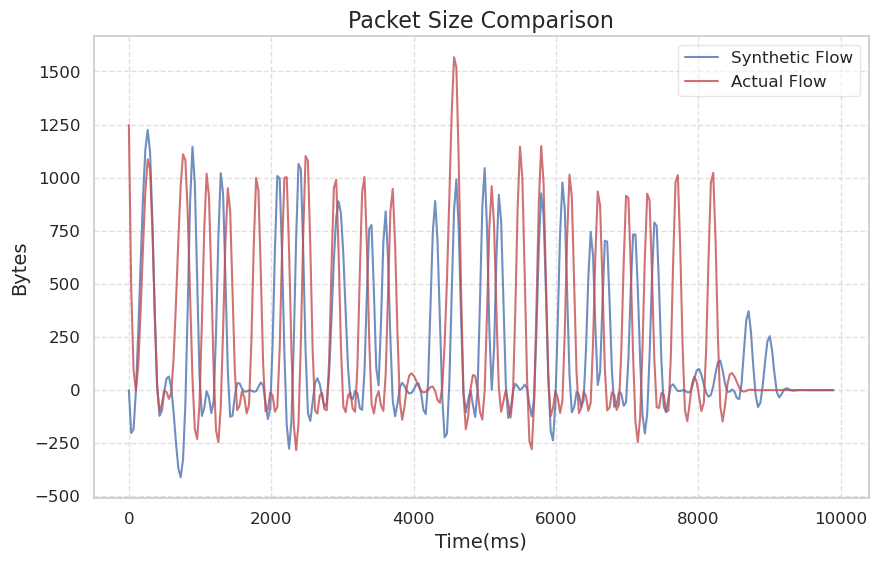 Packet Size Comparison
Synthetic Flow
Actual Flow
1500
1250
1000
750
500
250
0
−250
−500
Bytes
0 2000 4000 6000 8000 10000
Time(ms)